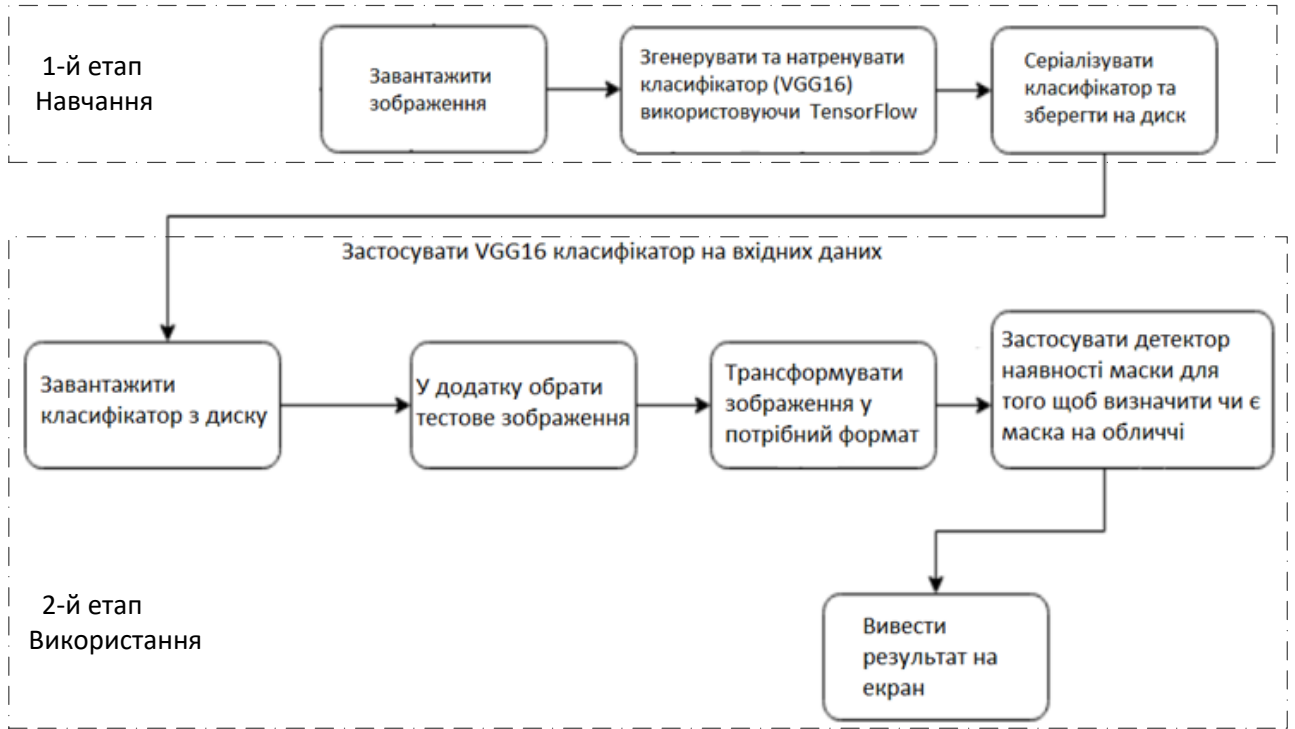 1-й етап
Навчання
Завантажити
зображення
Згенерувати та натренувати
класифікатор (VGG16)
використовуючи TensorFlow
Серіалізувати
класифікатор та
зберегти на диск
Застосувати VGG16 класифікатор на вхідних даних
Завантажити
класифікатор з диску
У додатку обрати
тестове зображення
Трансформувати
зображення у
потрібний формат
Застосувати детектор
наявності маски для
того щоб визначити чи є
маска на обличчі
2-й етап
Використання
Вивести
результат на
екран